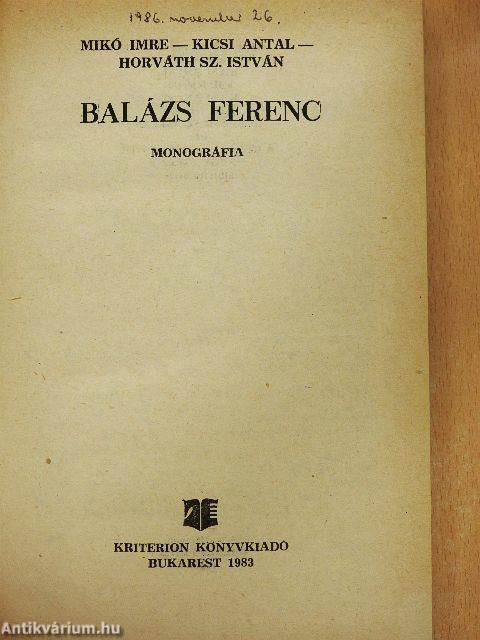 1986. november 26.
MIKÓ IMRE — KICSI ANTAL —
HORVÁTH SZ. ISTVÁN
BALÁZS FERENC
MONOGRÁFIA
KRITERION KÖNYVKIADÓ
BUKAREST 1983
Antikvárium.hu